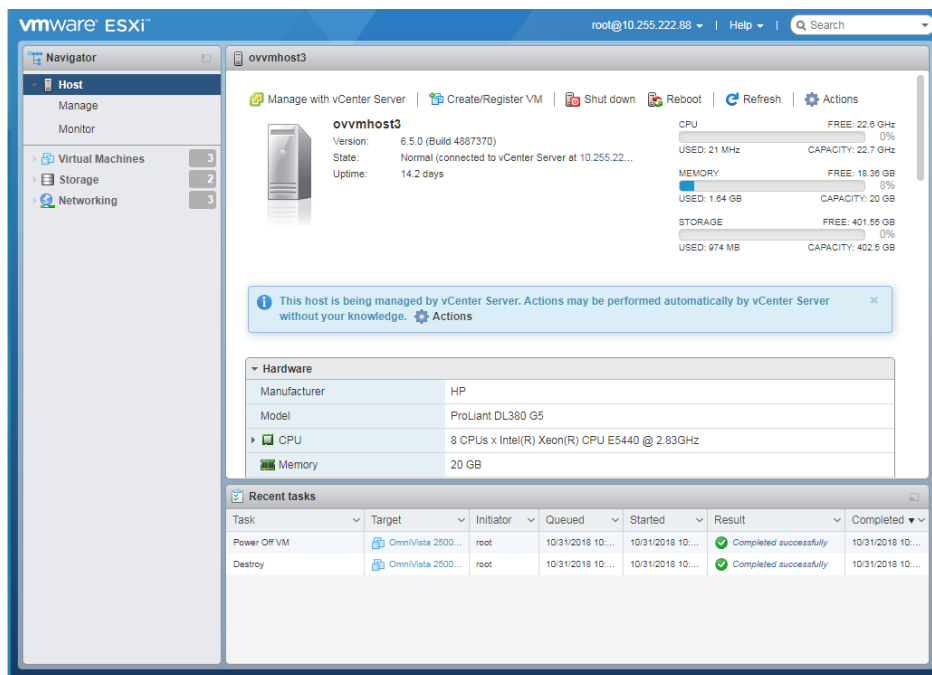 vmware ESXi™
root@10.255.222.88 | Help | Search
Navigator
Host
Manage
Monitor
Virtual Machines 3
Storage 2
Networking 3
ovvmhost3
Manage with vCenter Server | Create/Register VM | Shut down Reboot | Refresh | Actions
ovvmhost3
Version: 6.5.0 (Build 4887370)
State: Normal (connected to vCenter Server at 10.255.22...
Uptime: 14.2 days
CPU FREE: 22.6 GHz
0%
USED: 21 MHz CAPACITY: 22.7 GHz
MEMORY FREE: 18.36 GB
8%
USED: 1.64 GB CAPACITY: 20 GB
STORAGE FREE: 401.55 GB
0%
USED: 974 MB CAPACITY: 402.5 GB
This host is being managed by vCenter Server. Actions may be performed automatically by vCenter Server
without your knowledge. Actions
Hardware
Manufacturer HP
Model ProLiant DL380 G5
CPU 8 CPUs x Intel(R) Xeon(R) CPU E5440 @ 2.83GHz
Memory 20 GB
Recent tasks
Task Target Initiator Queued Started Result Completed
Power Off VM OmniVista 2500... root 10/31/2018 10:... 10/31/2018 10:... Completed successfully 10/31/2018 10:...
Destroy OmniVista 2500... root 10/31/2018 10:... 10/31/2018 10:... Completed successfully 10/31/2018 10:...